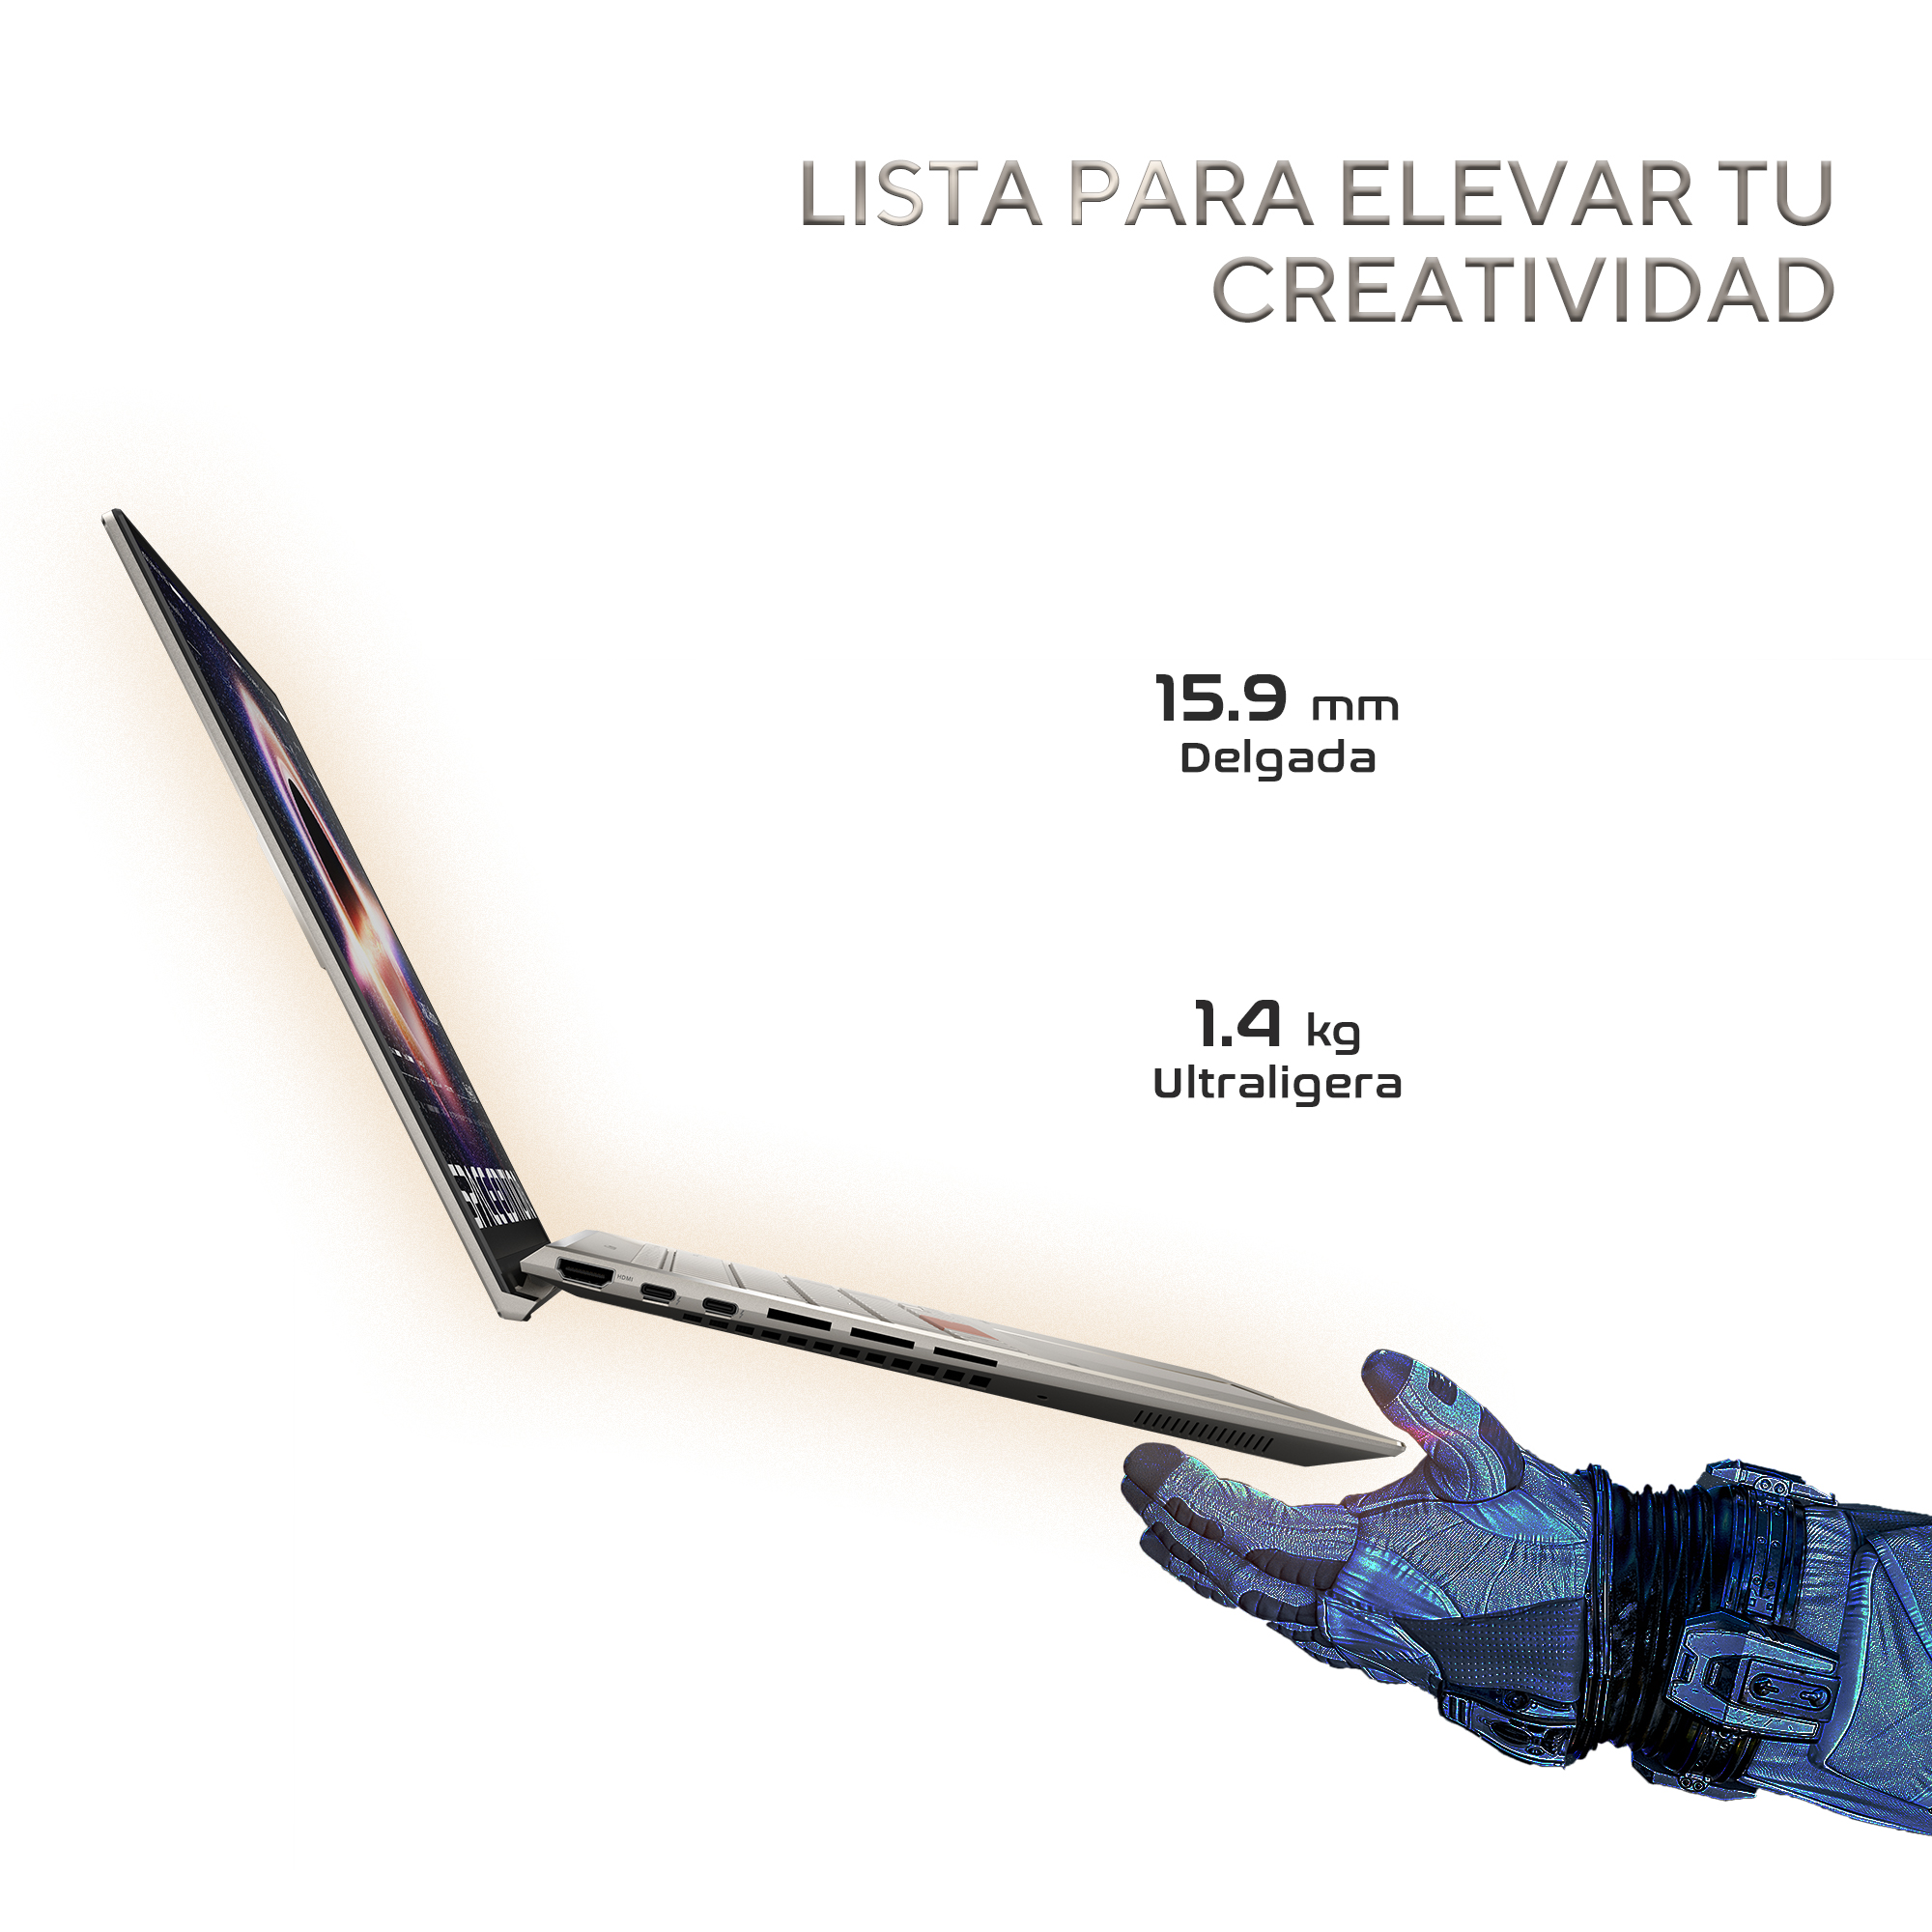 LISTA PARA ELEVAR TU
CREATIVIDAD
15.9 mm
Delgada
1.4 kg
Ultraligera
HDMI